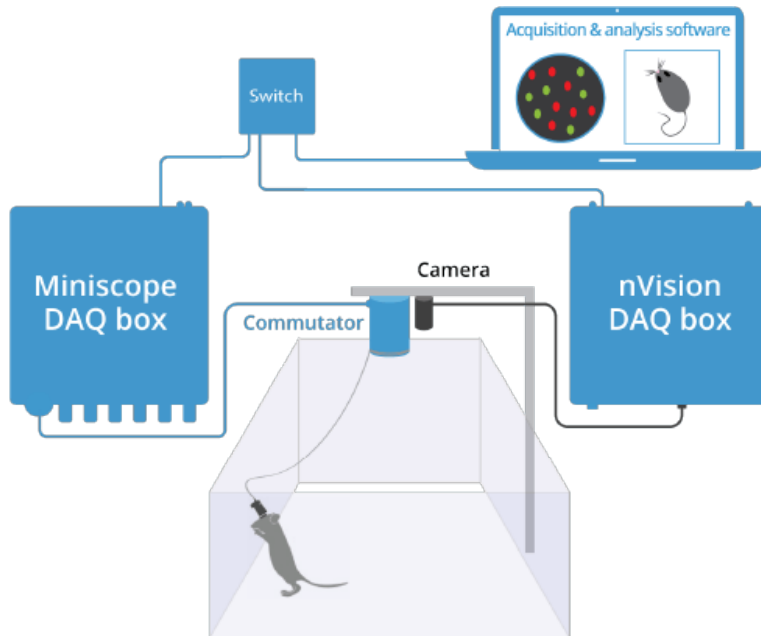 Acquisition & analysis software
Switch
Miniscope
DAQ box
Camera
Commutator
nVision
DAQ box